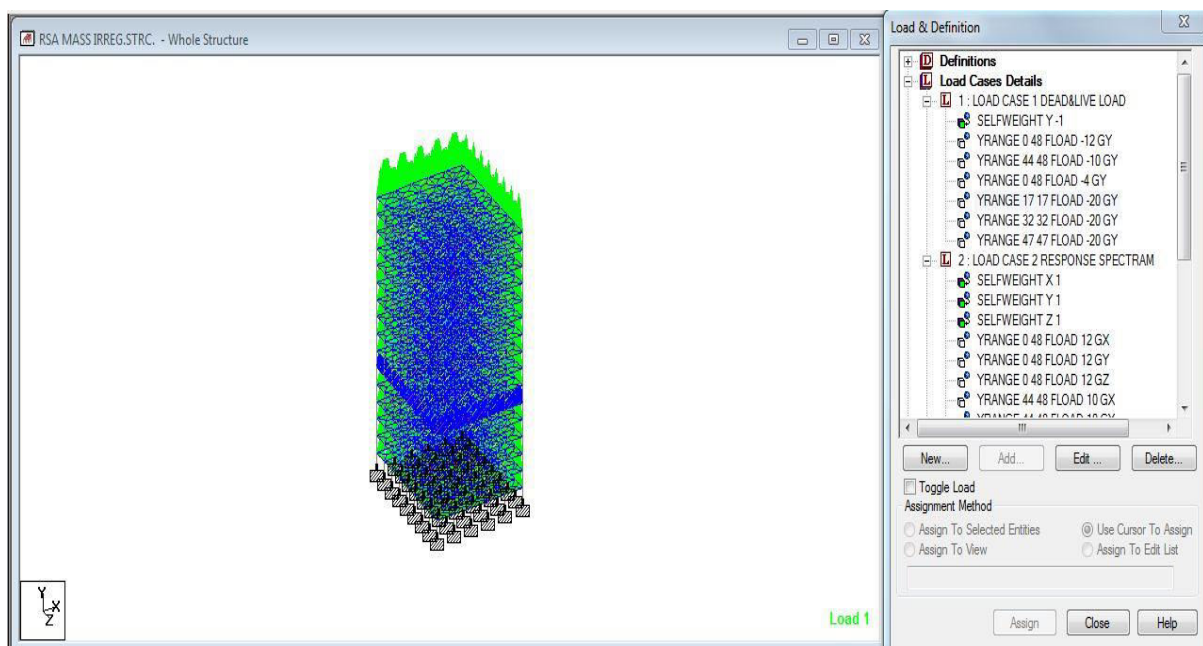 RSA MASS IRREG.STRC. - Whole Structure
Load 1
Y
X
Z
Load & Definition
D Definitions
L Load Cases Details
L 1 : LOAD CASE 1 DEAD&LIVE LOAD
SELFWEIGHT Y -1
YRANGE 0 48 FLOAD -12 GY
YRANGE 44 48 FLOAD -10 GY
YRANGE 0 48 FLOAD -4 GY
YRANGE 17 17 FLOAD -20 GY
YRANGE 32 32 FLOAD -20 GY
YRANGE 47 47 FLOAD -20 GY
L 2 : LOAD CASE 2 RESPONSE SPECTRAM
SELFWEIGHT X 1
SELFWEIGHT Y 1
SELFWEIGHT Z 1
YRANGE 0 48 FLOAD 12 GX
YRANGE 0 48 FLOAD 12 GY
YRANGE 0 48 FLOAD 12 GZ
YRANGE 44 48 FLOAD 10 GX
New... Add... Edit ... Delete...
Toggle Load
Assignment Method
Assign To Selected Entities Use Cursor To Assign
Assign To View Assign To Edit List
Assign Close Help